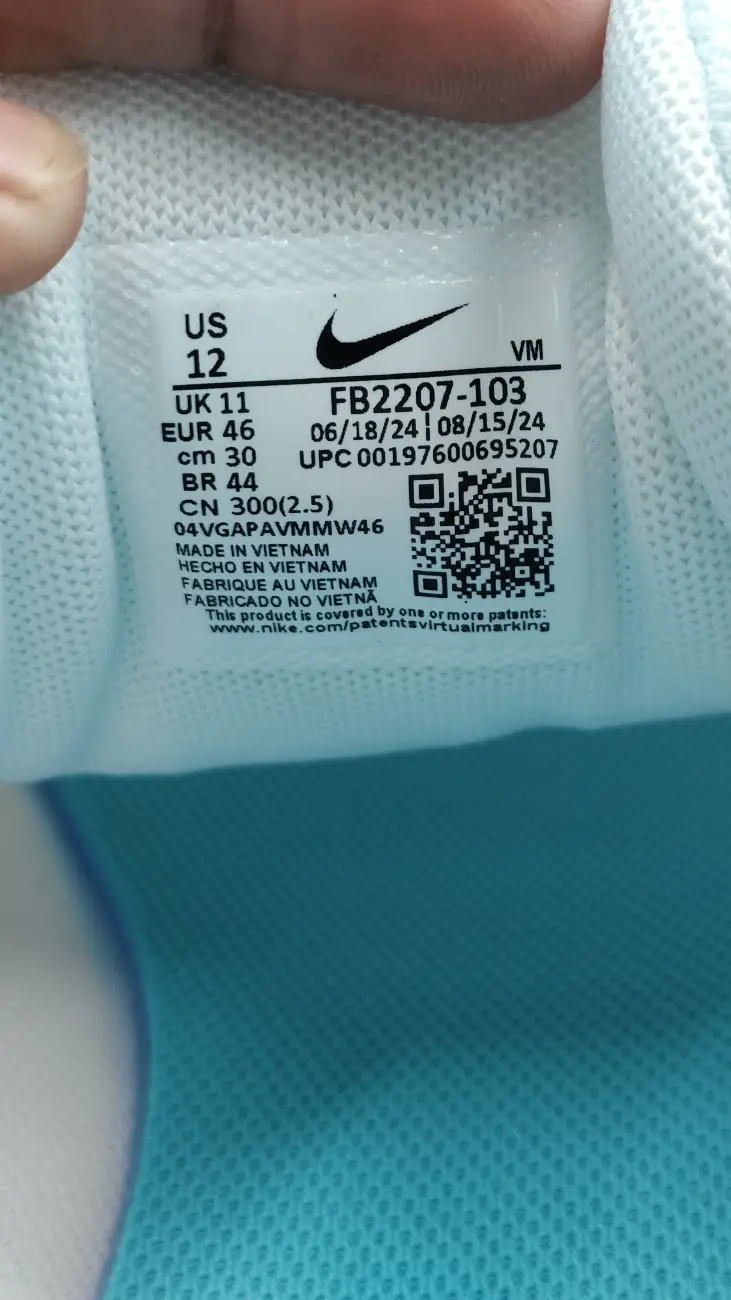 US
12
VM
UK 11
FB2207-103
EUR 46
06/18/24 | 08/15/24
cm 30
UPC 00197600695207
BR 44
CN 300(2.5)
04VGAPAVMMW46
MADE IN VIETNAM
HECHO EN VIETNAM
FABRIQUE AU VIETNAM
FABRICADO NO VIETNÃ
This product is covered by one or more patents:
www.nike.com/patentsvirtualmarking